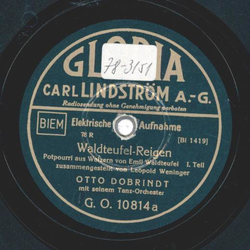 GLORIA
78-3151
CARL LINDSTRÖM A.-G.
Radiosendung ohne Genehmigung verboten
BIEM
Elektrische Aufnahme
78 R
[BI 1419]
Waldteufel-Reigen
Potpourri aus Walzern von Emil Waldteufel I. Teil
zusammengestellt von Leopold Weninger
OTTO DOBRINDT
mit seinem Tanz-Orchester
G. O. 10814a